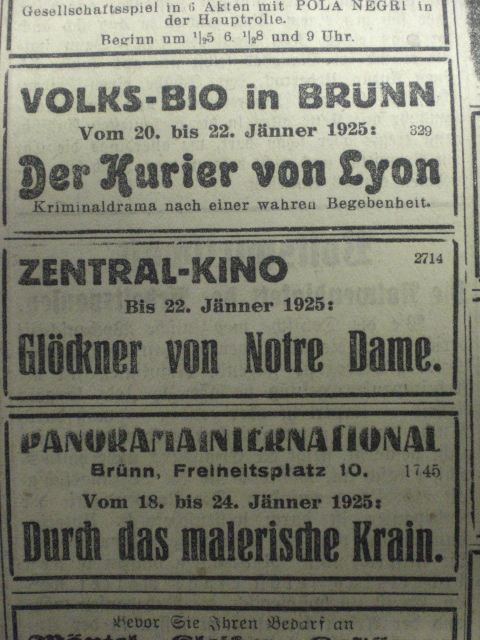 Gesellschaftsspiel in 6 Akten mit POLA NEGRI in
der Hauptrolle.
Beginn um ½5 6 ½8 und 9 Uhr.
VOLKS-BIO in BRÜNN
Vom 20. bis 22. Jänner 1925: 329
Der Kurier von Lyon
Kriminaldrama nach einer wahren Begebenheit.
ZENTRAL-KINO 2714
Bis 22. Jänner 1925:
Glöckner von Notre Dame.
PANORAMA INTERNATIONAL
Brünn, Freiheitsplatz 10. 1745
Vom 18. bis 24. Jänner 1925:
Durch das malerische Krain.
Bevor Sie Ihren Bedarf an